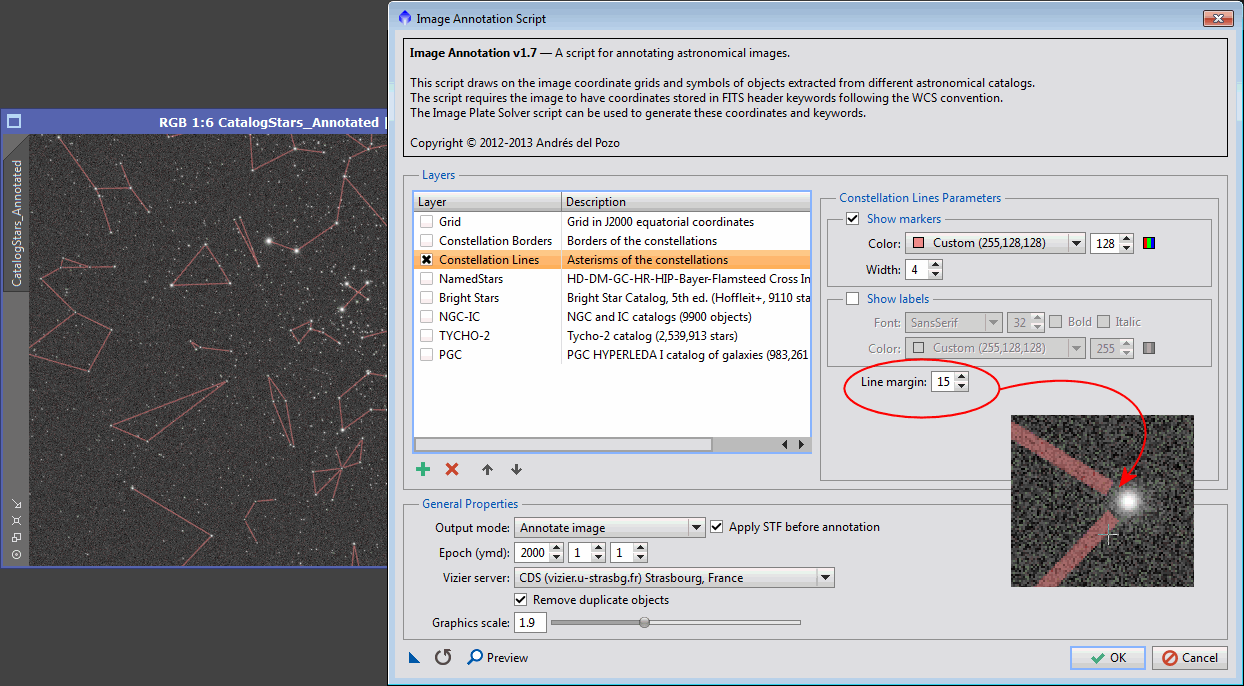 Image Annotation Script
Image Annotation v1.7 — A script for annotating astronomical images.
This script draws on the image coordinate grids and symbols of objects extracted from different astronomical catalogs.
The script requires the image to have coordinates stored in FITS header keywords following the WCS convention.
The Image Plate Solver script can be used to generate these coordinates and keywords.
Copyright © 2012-2013 Andrés del Pozo
RGB 1:6 CatalogStars_Annotated |
CatalogStars_Annotated
Layers
Layer Description
Grid Grid in J2000 equatorial coordinates
Constellation Borders Borders of the constellations
Constellation Lines Asterisms of the constellations
NamedStars HD-DM-GC-HR-HIP-Bayer-Flamsteed Cross In
Bright Stars Bright Star Catalog, 5th ed. (Hoffleit+, 9110 sta
NGC-IC NGC and IC catalogs (9900 objects)
TYCHO-2 Tycho-2 catalog (2,539,913 stars)
PGC PGC HYPERLEDA I catalog of galaxies (983,261
Constellation Lines Parameters
Show markers
Color: Custom (255,128,128) 128
Width: 4
Show labels
Font: SansSerif 32 Bold Italic
Color: Custom (255,128,128) 255
Line margin: 15
General Properties
Output mode: Annotate image Apply STF before annotation
Epoch (ymd): 2000 1 1
Vizier server: CDS (vizier.u-strasbg.fr) Strasbourg, France
Remove duplicate objects
Graphics scale: 1.9
Preview
OK Cancel